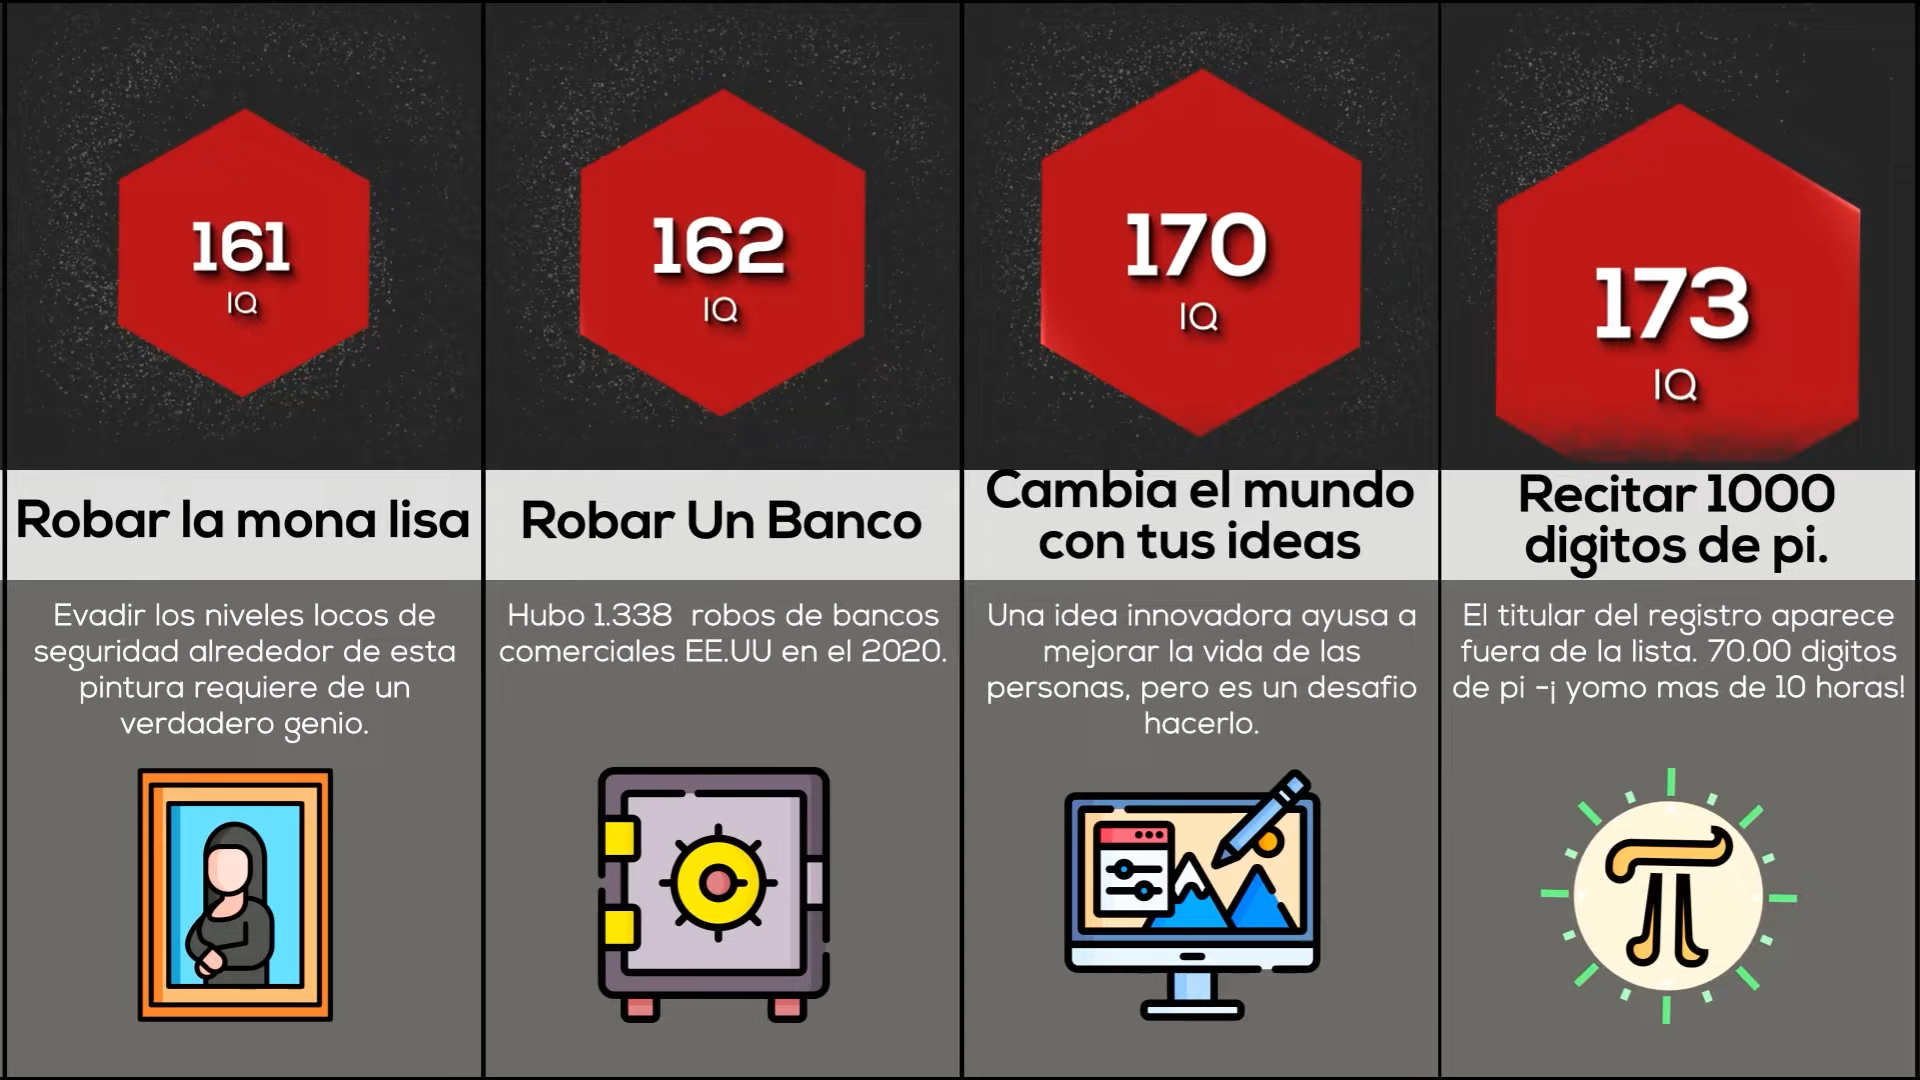 161
IQ
Robar la mona lisa
Evadir los niveles locos de
seguridad alrededor de esta
pintura requiere de un
verdadero genio.
162
IQ
Robar Un Banco
Hubo 1.338 robos de bancos
comerciales EE.UU en el 2020.
170
IQ
Cambia el mundo
con tus ideas
Una idea innovadora ayusa a
mejorar la vida de las
personas, pero es un desafio
hacerlo.
173
IQ
Recitar 1000
digitos de pi.
El titular del registro aparece
fuera de la lista. 70.00 digitos
de pi -¡ yomo mas de 10 horas!
π